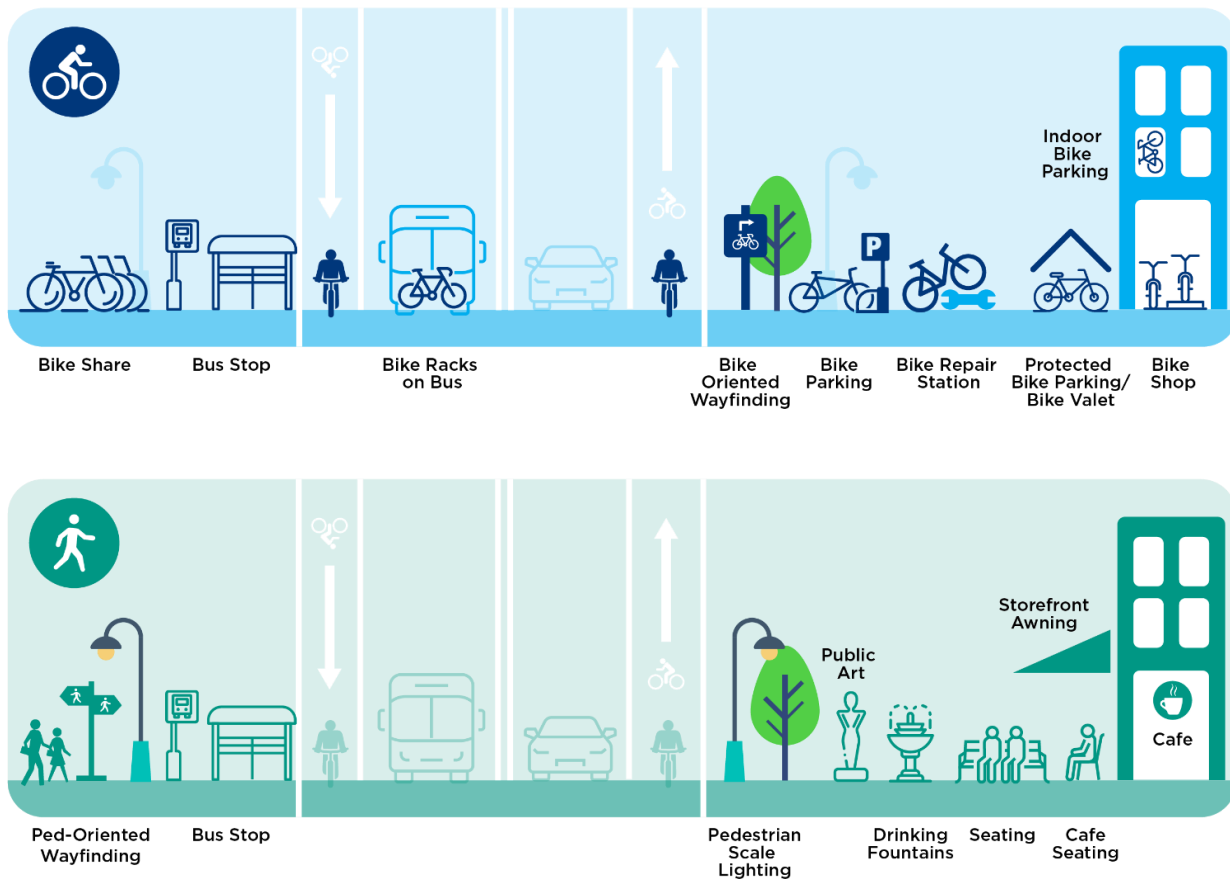 Indoor
Bike
Parking
P
Bike Share
Bus Stop
Bike Racks
on Bus
Bike
Oriented
Wayfinding
Bike
Parking
Bike Repair
Station
Protected
Bike Parking/
Bike Valet
Bike
Shop
Storefront
Awning
Public
Art
Cafe
Ped-Oriented
Wayfinding
Bus Stop
Pedestrian
Scale
Lighting
Drinking
Fountains
Seating
Cafe
Seating